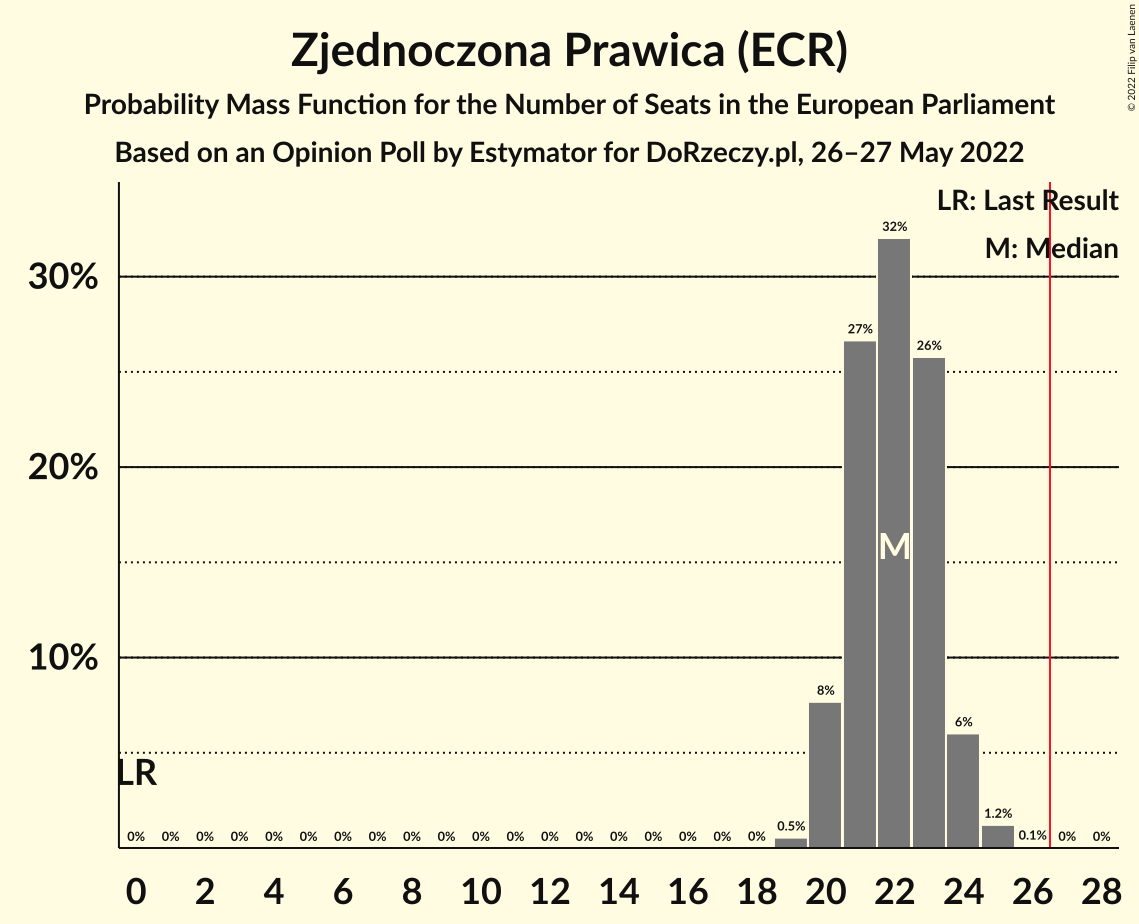 Zjednoczona Prawica (ECR)
Probability Mass Function for the Number of Seats in the European Parliament
Based on an Opinion Poll by Estymator for DoRzeczy.pl, 26–27 May 2022
© 2022 Filip van Laenen
LR: Last Result
M: Median
30%
20%
10%
32%
27%
26%
M
8%
6%
LR
0% 0% 0% 0% 0% 0% 0% 0% 0% 0% 0% 0% 0% 0% 0% 0% 0% 0% 0% 0.5% 1.2% 0.1% 0% 0%
0 2 4 6 8 10 12 14 16 18 20 22 24 26 28